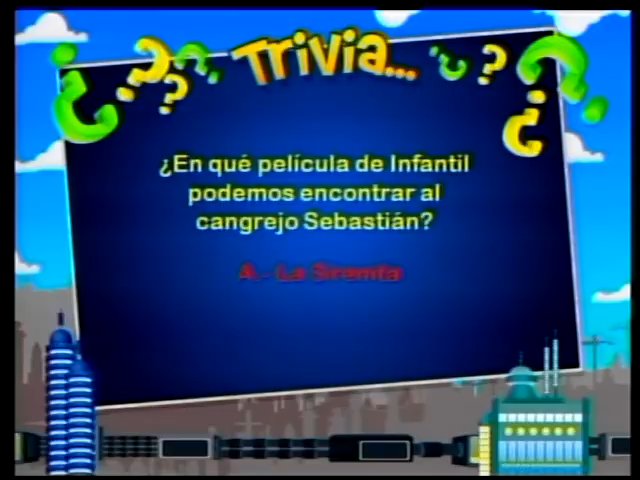 Trivia...
¿En qué película de Infantil
podemos encontrar al
cangrejo Sebastián?
A.- La Sirenita